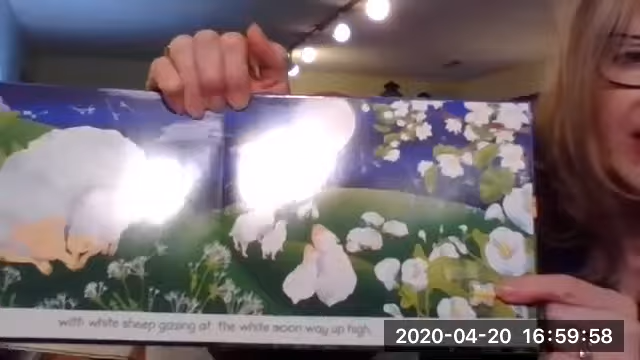 with white sheep gazing at the white moon way up high.
2020-04-20 16:59:58